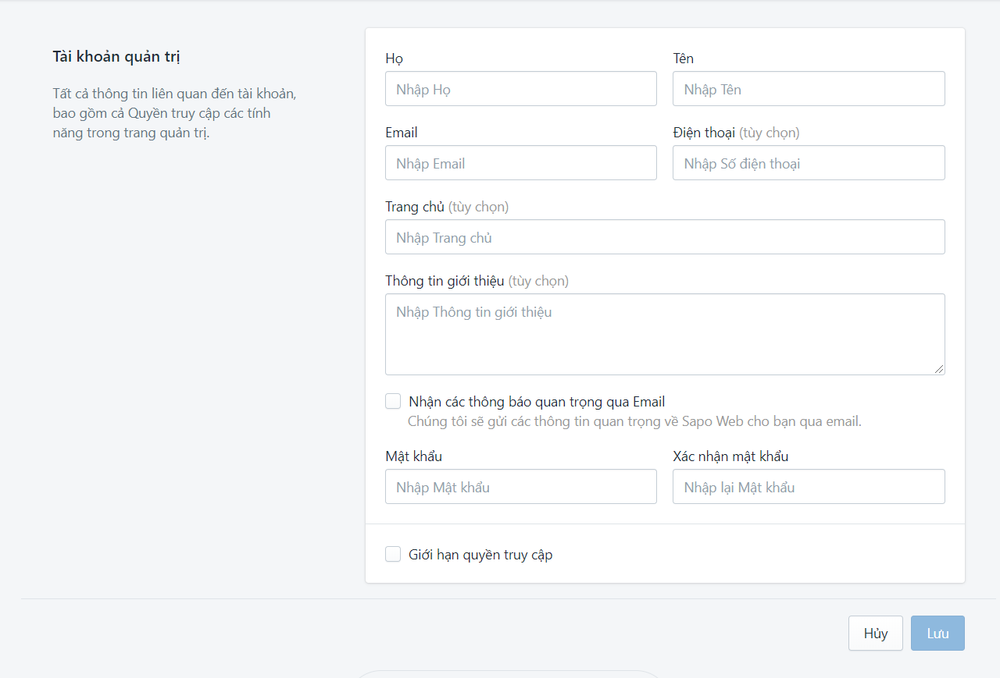 Tài khoản quản trị
Tất cả thông tin liên quan đến tài khoản,
bao gồm cả Quyền truy cập các tính
năng trong trang quản trị.
Họ
Tên
Nhập Họ
Nhập Tên
Email
Điện thoại (tùy chọn)
Nhập Email
Nhập Số điện thoại
Trang chủ (tùy chọn)
Nhập Trang chủ
Thông tin giới thiệu (tùy chọn)
Nhập Thông tin giới thiệu
Nhận các thông báo quan trọng qua Email
Chúng tôi sẽ gửi các thông tin quan trọng về Sapo Web cho bạn qua email.
Mật khẩu
Xác nhận mật khẩu
Nhập Mật khẩu
Nhập lại Mật khẩu
Giới hạn quyền truy cập
Hủy
Lưu